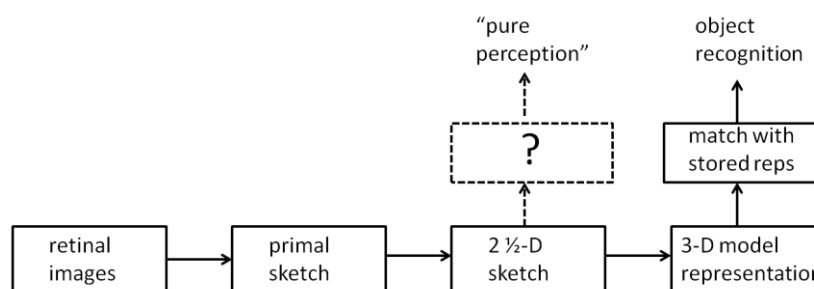 “pure
perception”
object
recognition
?
match with
stored reps
retinal
images
primal
sketch
2 ½-D
sketch
3-D model
representation